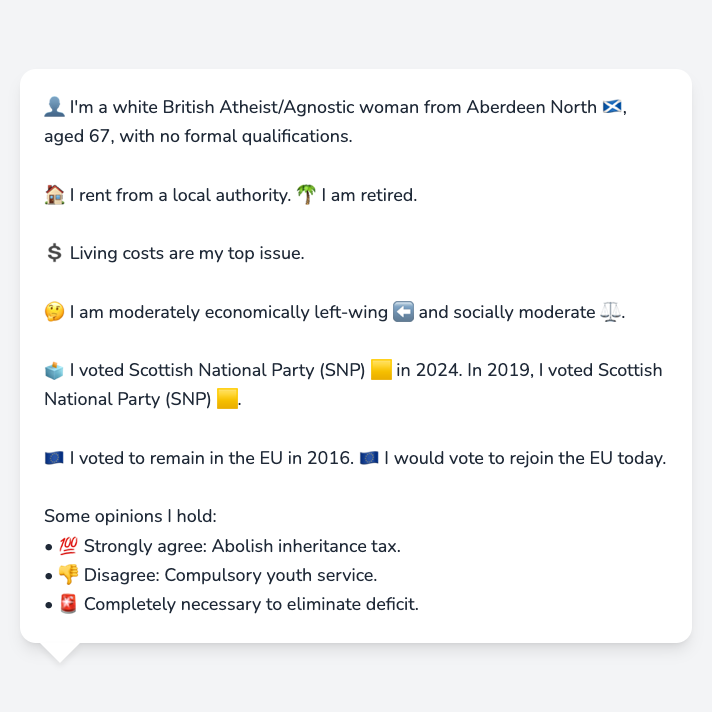 👤 I'm a white British Atheist/Agnostic woman from Aberdeen North 🏴󠁧󠁢󠁳󠁣󠁴󠁿,
aged 67, with no formal qualifications.
🏠 I rent from a local authority. 🌴 I am retired.
💲 Living costs are my top issue.
🤔 I am moderately economically left-wing ⬅️ and socially moderate ⚖️.
🗳️ I voted Scottish National Party (SNP) 🟨 in 2024. In 2019, I voted Scottish
National Party (SNP) 🟨.
🇪🇺 I voted to remain in the EU in 2016. 🇪🇺 I would vote to rejoin the EU today.
Some opinions I hold:
• 💯 Strongly agree: Abolish inheritance tax.
• 👎 Disagree: Compulsory youth service.
• 🚨 Completely necessary to eliminate deficit.